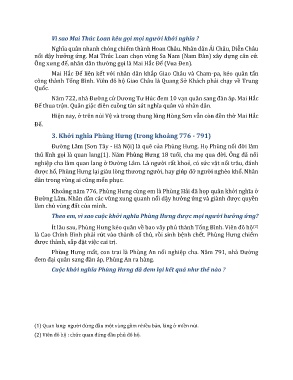 Vì sao Mai Thúc Loan kêu gọi mọi người khởi nghĩa ?
Nghĩa quân nhanh chóng chiếm thành Hoan Châu. Nhân dân Ái Châu, Diễn Châu
nổi dậy hưởng ứng. Mai Thúc Loan chọn vùng Sa Nam (Nam Đàn) xây dựng căn cứ.
Ông xưng đế, nhân dân thường gọi là Mai Hắc Đế (Vua Đen).
Mai Hắc Đế liên kết với nhân dân khắp Giao Châu và Cham-pa, kéo quân tấn
công thành Tống Bình. Viên đô hộ Giao Châu là Quang Sở Khách phải chạy về Trung
Quốc.
Năm 722, nhà Đường cử Dương Tư Húc đem 10 vạn quân sang đàn áp. Mai Hắc
Đế thua trận. Quân giặc điên cuồng tàn sát nghĩa quân và nhân dân.
Hiện nay, ở trên núi Vệ và trong thung lũng Hùng Sơn vẫn còn đền thờ Mai Hắc
Đế.
3. Khởi nghĩa Phùng Hưng (trong khoảng 776 - 791)
Đường Lâm (Sơn Tây - Hà Nội) là quê của Phùng Hưng. Họ Phùng nối đời làm
thủ lĩnh gọi là quan lang(1). Năm Phùng Hưng 18 tuổi, cha mẹ qua đời, Ông đã nối
nghiệp cha làm quan lang ở Đường Lâm. Là người rất khoẻ, có sức vật nổi trâu, đánh
được hổ, Phùng Hưng lại giàu lòng thương người, hay giúp đỡ người nghèo khổ. Nhân
dân trong vùng ai cũng mến phục.
Khoảng năm 776, Phùng Hưng cùng em là Phùng Hải đã họp quân khởi nghĩa ở
Đường Lâm. Nhân dân các vùng xung quanh nổi dậy hưởng ứng và giành được quyền
làm chủ vùng đất của mình.
Theo em, vì sao cuộc khởi nghĩa Phùng Hưng được mọi người hưởng ứng?
Ít lâu sau, Phùng Hưng kéo quân về bao vây phủ thành Tống Bình. Viên đô hộ(2)
là Cao Chính Bình phải rút vào thành cố thủ, rồi sinh bệnh chết. Phùng Hưng chiếm
được thành, sắp đặt việc cai trị.
Phùng Hưng mất, con trai là Phùng An nối nghiệp cha. Năm 791, nhà Đường
đem đại quân sang đàn áp. Phùng An ra hàng.
Cuộc khởi nghĩa Phùng Hưng đã đem lại kết quả như thế nào ?
(1) Quan lang: người đứng đầu một vùng gồm nhiều bản, làng ở miền núi.
(2) Viên đô hộ : chức quan đứng đầu phủ đô hộ.